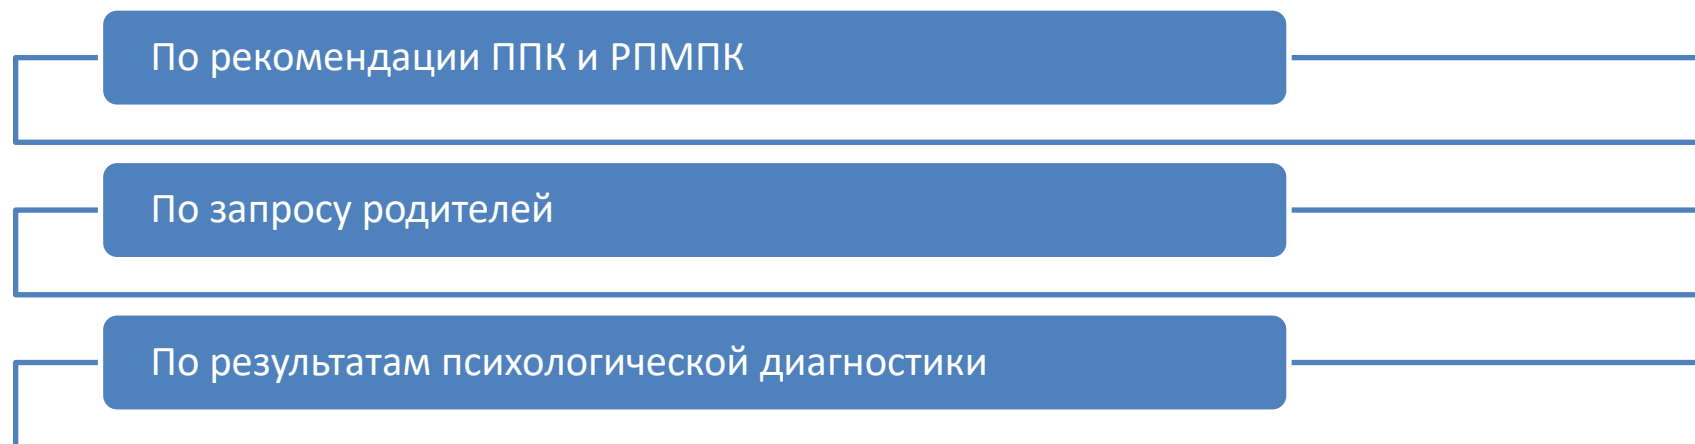 По рекомендации ППК и РПМПК
По запросу родителей
По результатам психологической диагностики